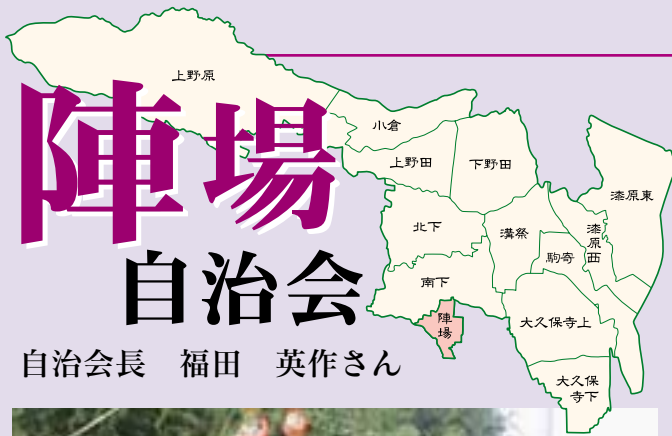 陣場
自治会
自治会長　福田　英作さん
上野原
小倉
上野田
下野田
漆原東
漆原西
北下
溝祭
駒寄
南下
陣場
大久保寺上
大久保
寺下